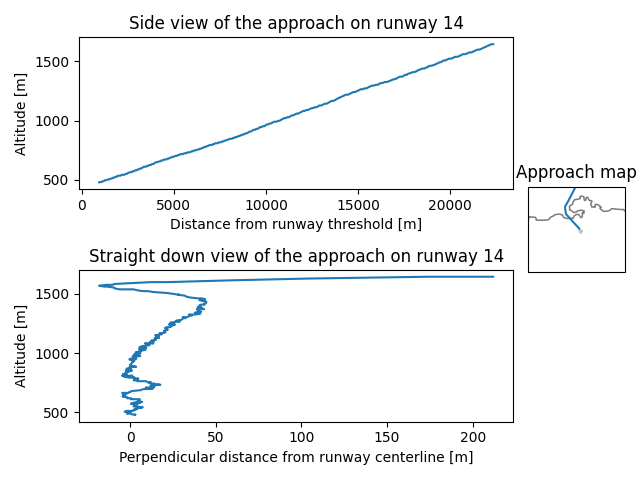 Side view of the approach on runway 14
1500
1000
500
Altitude [m]
0 5000 10000 15000 20000
Distance from runway threshold [m]
Approach map
Straight down view of the approach on runway 14
1500
1000
500
Altitude [m]
0 50 100 150 200
Perpendicular distance from runway centerline [m]